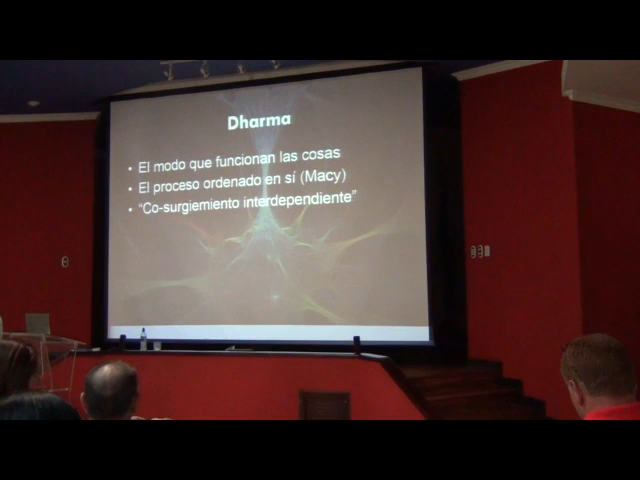 Dharma
• El modo que funcionan las cosas
• El proceso ordenado en sí (Macy)
• "Co-surgiemiento interdependiente"